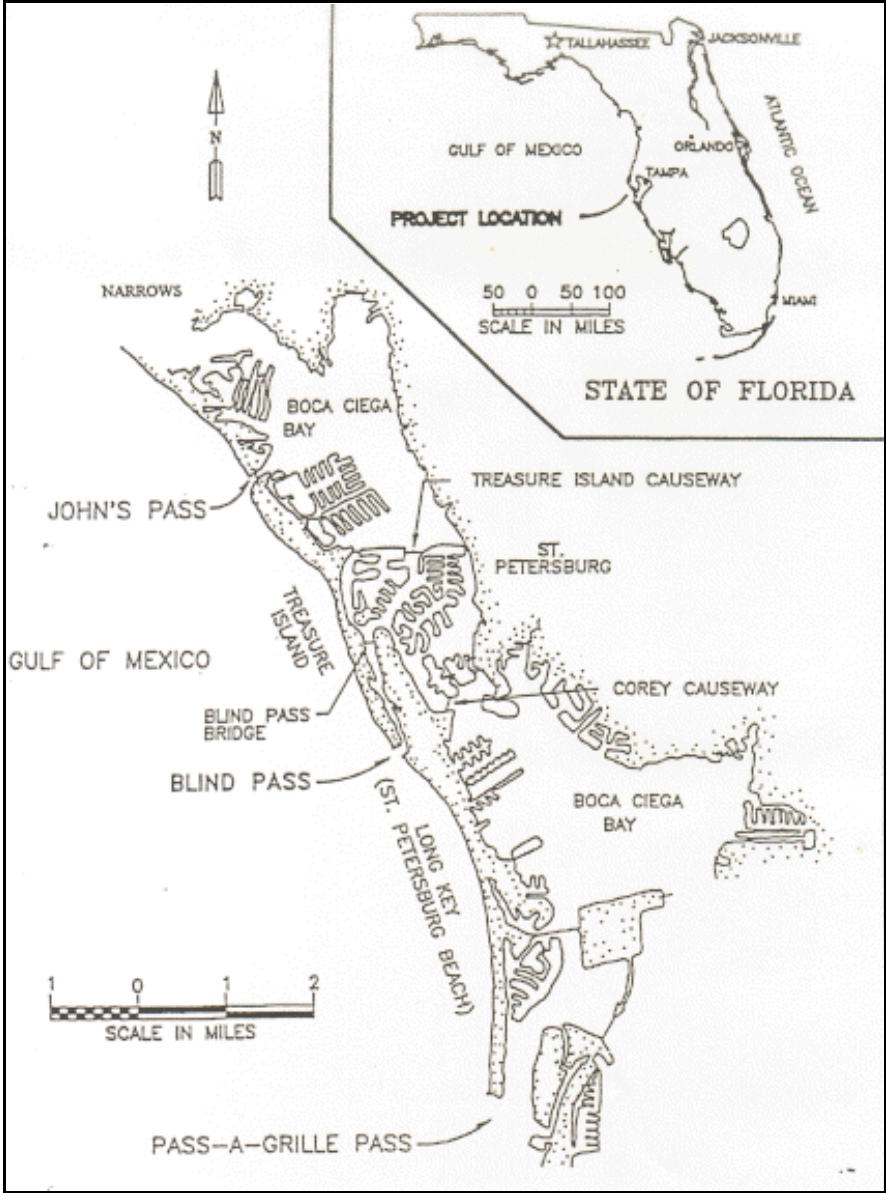 TALLAHASSEE
JACKSONVILLE
N
GULF OF MEXICO
ORLANDO
ATLANTIC OCEAN
TAMPA
PROJECT LOCATION
50 0 50 100
SCALE IN MILES
MIAMI
STATE OF FLORIDA
NARROWS
BOCA CIEGA
BAY
TREASURE ISLAND CAUSEWAY
JOHN'S PASS
ST.
PETERSBURG
TREASURE
ISLAND
GULF OF MEXICO
COREY CAUSEWAY
BLIND PASS
BRIDGE
BLIND PASS
BOCA CIEGA
BAY
LONG KEY
(ST. PETERSBURG BEACH)
1 0 1 2
SCALE IN MILES
PASS-A-GRILLE PASS